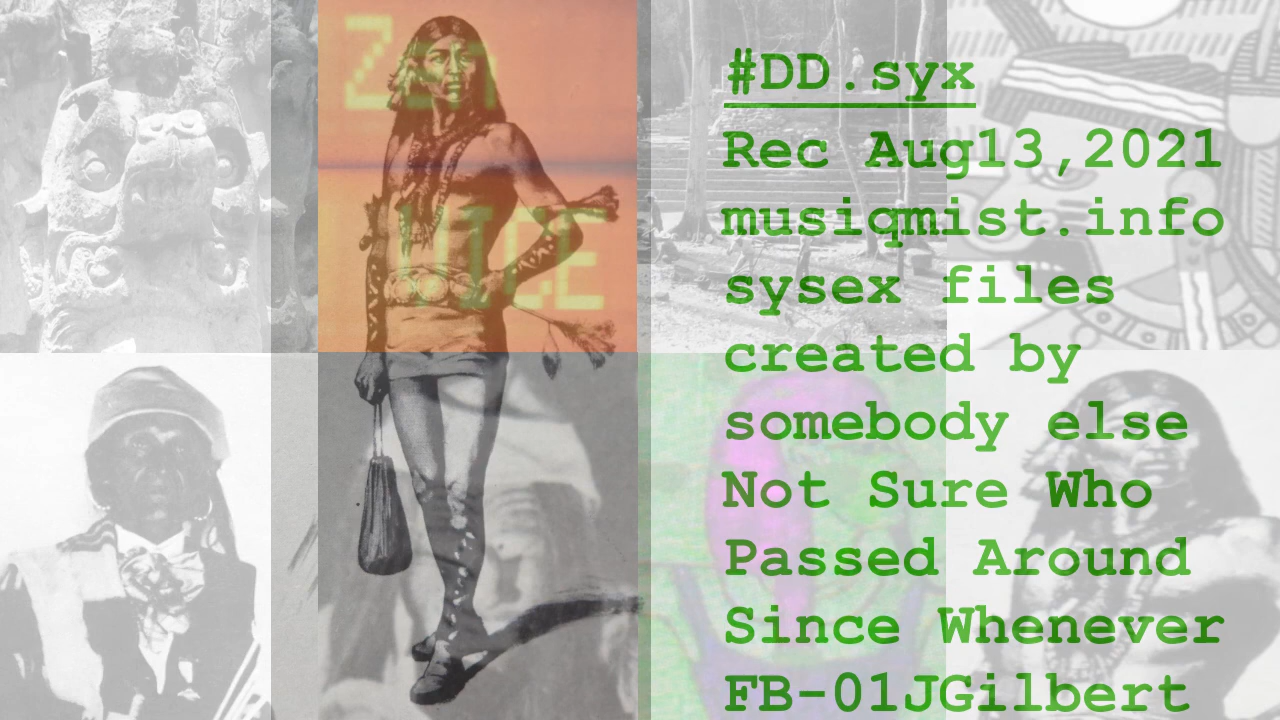 Zen
#DD.syx
Rec Aug13,2021
musiqmist.info
sysex files
created by
somebody else
Not Sure Who
Passed Around
Since Whenever
FB-01JGilbert